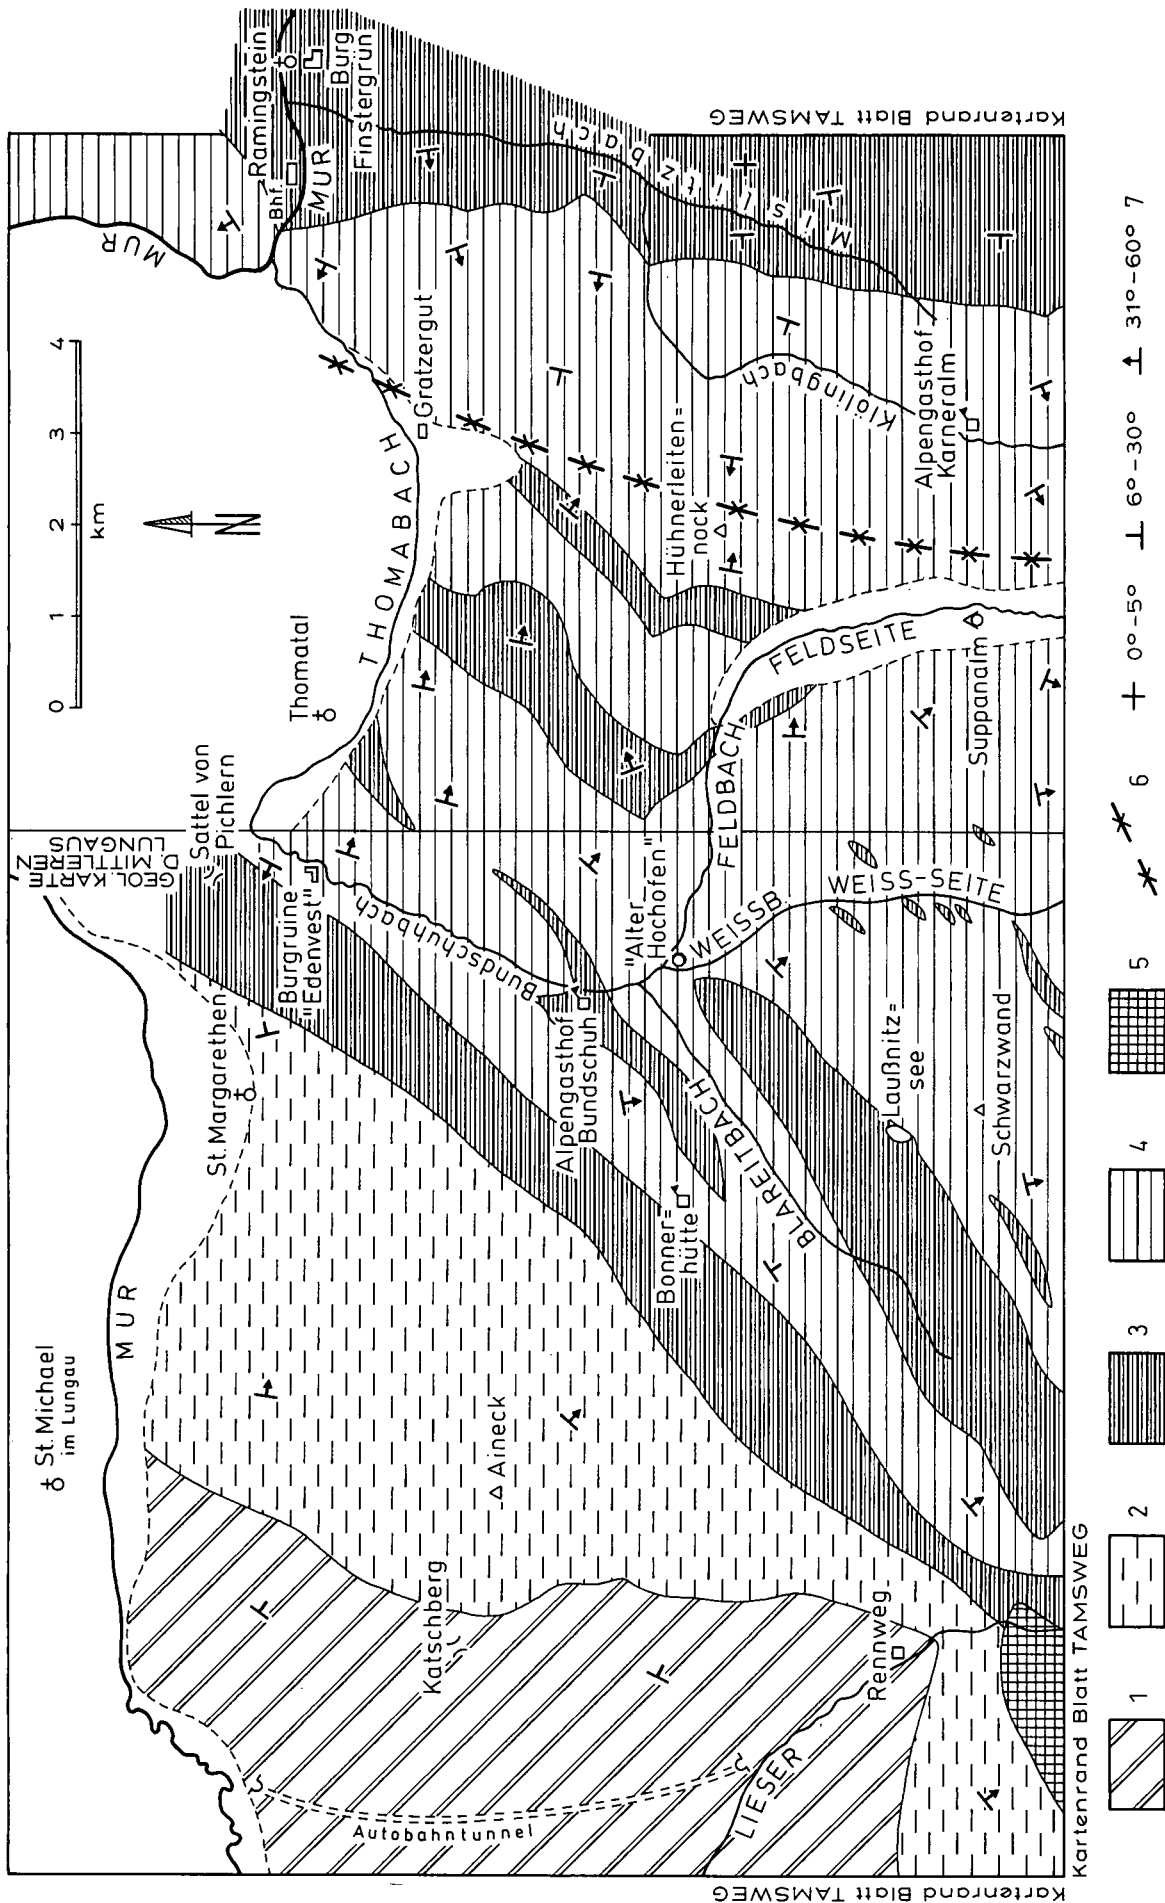 St. Michael
im Lungau
MUR
St. Margarethen
GEOL. KARTE
D. MITTLEREN
LUNGAUS
Sattel von
Pichlern
Burgruine
"Edenvest"
Thomatal
THOMABACH
0 1 2 3 4
km
N
MUR
Ramingstein
Bhf.
MUR
Burg
Finstergrün
Gratzergut
Mislitzbach
Katschberg
Aineck
Autobahntunnel
LIESER
Rennweg
Bundschuhbach
Alpengasthof
Bundschuh
Bonner=
hütte
BLAREITBACH
"Alter
Hochofen"
WEISSB.
WEISS-SEITE
FELDBACH
FELDSEITE
Hühnerleiten=
nock
Klölingbach
Alpengasthof
Karneralm
Suppanalm
Laußnitz=
see
Schwarzwand
Kartenrand Blatt TAMSWEG
Kartenrand Blatt TAMSWEG
Kartenrand Blatt TAMSWEG
1 2 3 4 5 6 0°-5° 6°-30° 31°-60° 7